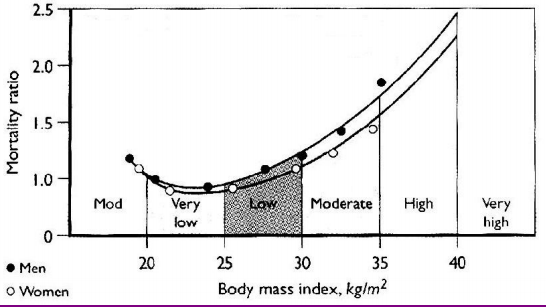 2.5
2.0
1.5
1.0
0
Mortality ratio
Mod
Very low
Low
Moderate
High
Very high
20 25 30 35 40
Men
Women
Body mass index, kg/m²